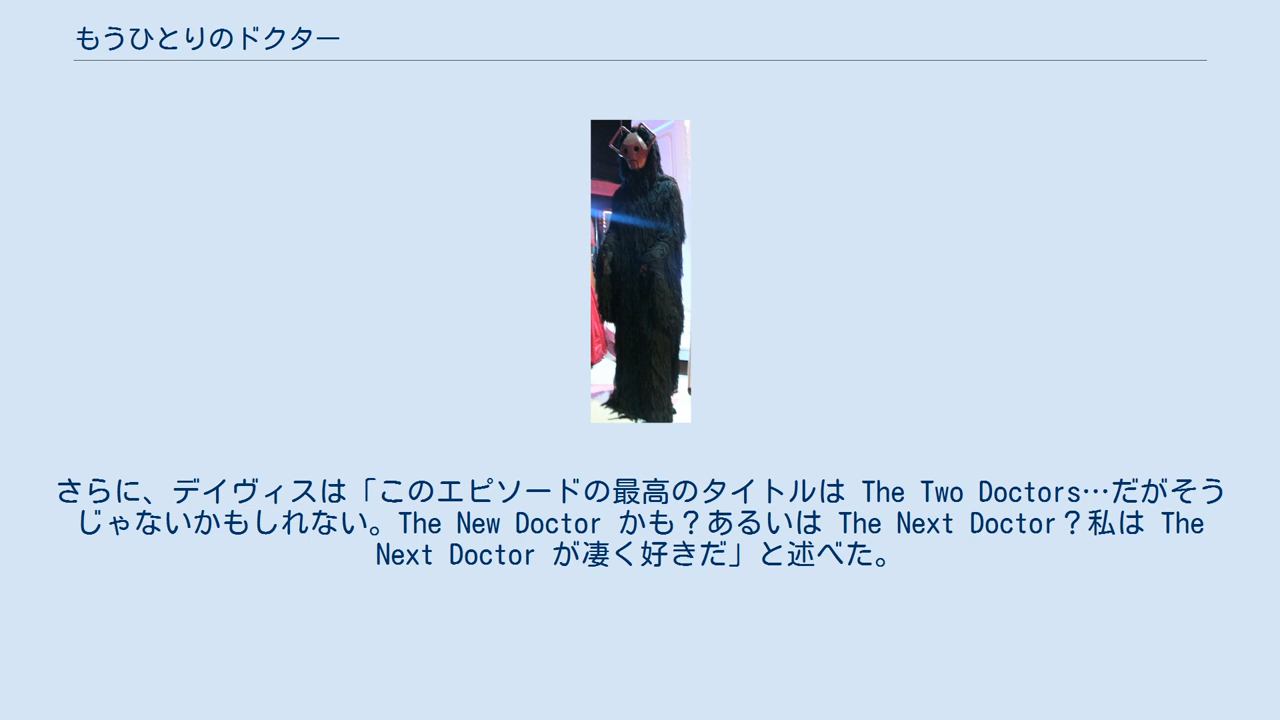 もうひとりのドクター
さらに、デイヴィスは「このエピソードの最高のタイトルは The Two Doctors…だがそう
じゃないかもしれない。The New Doctor かも？あるいは The Next Doctor？私は The
Next Doctor が凄く好きだ」と述べた。